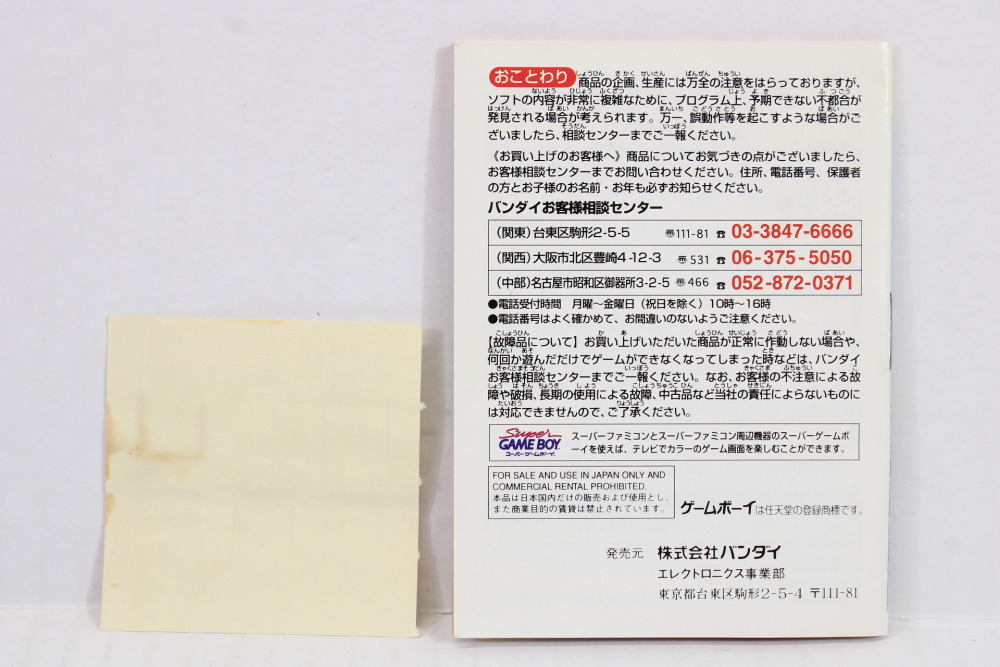 おことわり 商品の企画、生産には万全の注意をはらっておりますが、
ソフトの内容が非常に複雑なために、プログラム上、予期できない不都合が
発見される場合が考えられます。万一、誤動作等を起こすような場合がご
ざいましたら、相談センターまでご一報ください。
《お買い上げのお客様へ》商品についてお気づきの点がございましたら、
お客様相談センターまでお問い合わせください。住所、電話番号、保護者
の方とお子様のお名前・お年も必ずお知らせください。
バンダイお客様相談センター
(関東)台東区駒形2-5-5 〠111-81 ☎ 03-3847-6666
(関西)大阪市北区豊崎4-12-3 〠531 ☎ 06-375-5050
(中部)名古屋市昭和区御器所3-2-5 〠466 ☎ 052-872-0371
●電話受付時間 月曜〜金曜日(祝日を除く)10時〜16時
●電話番号はよく確かめて、お間違いのないようご注意ください。
【故障品について】お買い上げいただいた商品が正常に作動しない場合や、
何回か遊んだだけでゲームができなくなってしまった時などは、バンダイ
お客様相談センターまでご一報ください。なお、お客様の不注意による故
障や破損、長期の使用による故障、中古品など当社の責任によらないものに
は対応できませんので、ご了承ください。
Super GAME BOY スーパーゲームボーイ
スーパーファミコンとスーパーファミコン周辺機器のスーパーゲームボ
ーイを使えば、テレビでカラーのゲーム画面を楽しむことができます。
FOR SALE AND USE IN JAPAN ONLY AND
COMMERCIAL RENTAL PROHIBITED.
本品は日本国内だけの販売および使用とし、
また商業目的の賃貸は禁止されています。
ゲームボーイは任天堂の登録商標です。
発売元 株式会社バンダイ
エレクトロニクス事業部
東京都台東区駒形2-5-4 〒111-81